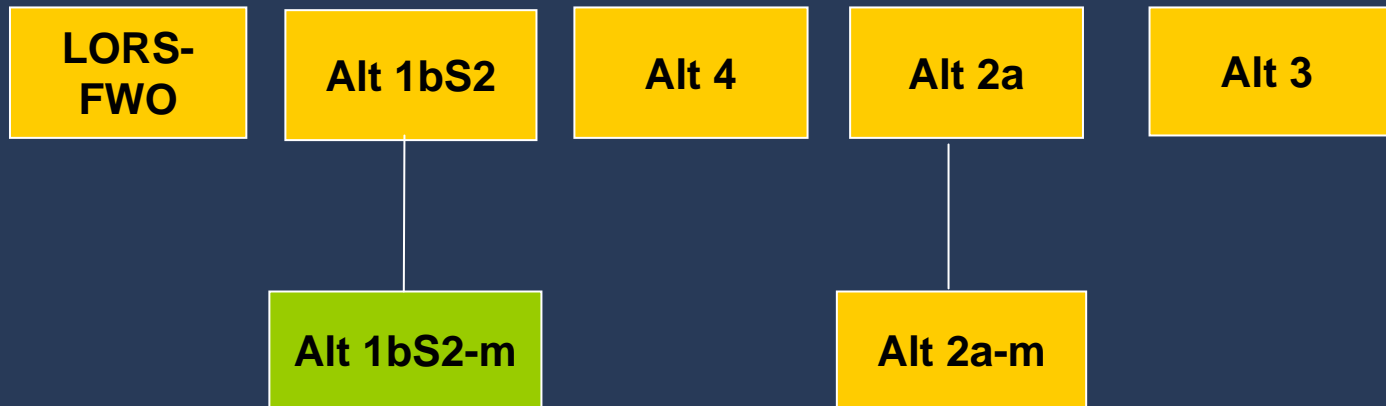 LORS-
FWO
Alt 1bS2
Alt 4
Alt 2a
Alt 3
Alt 1bS2-m
Alt 2a-m